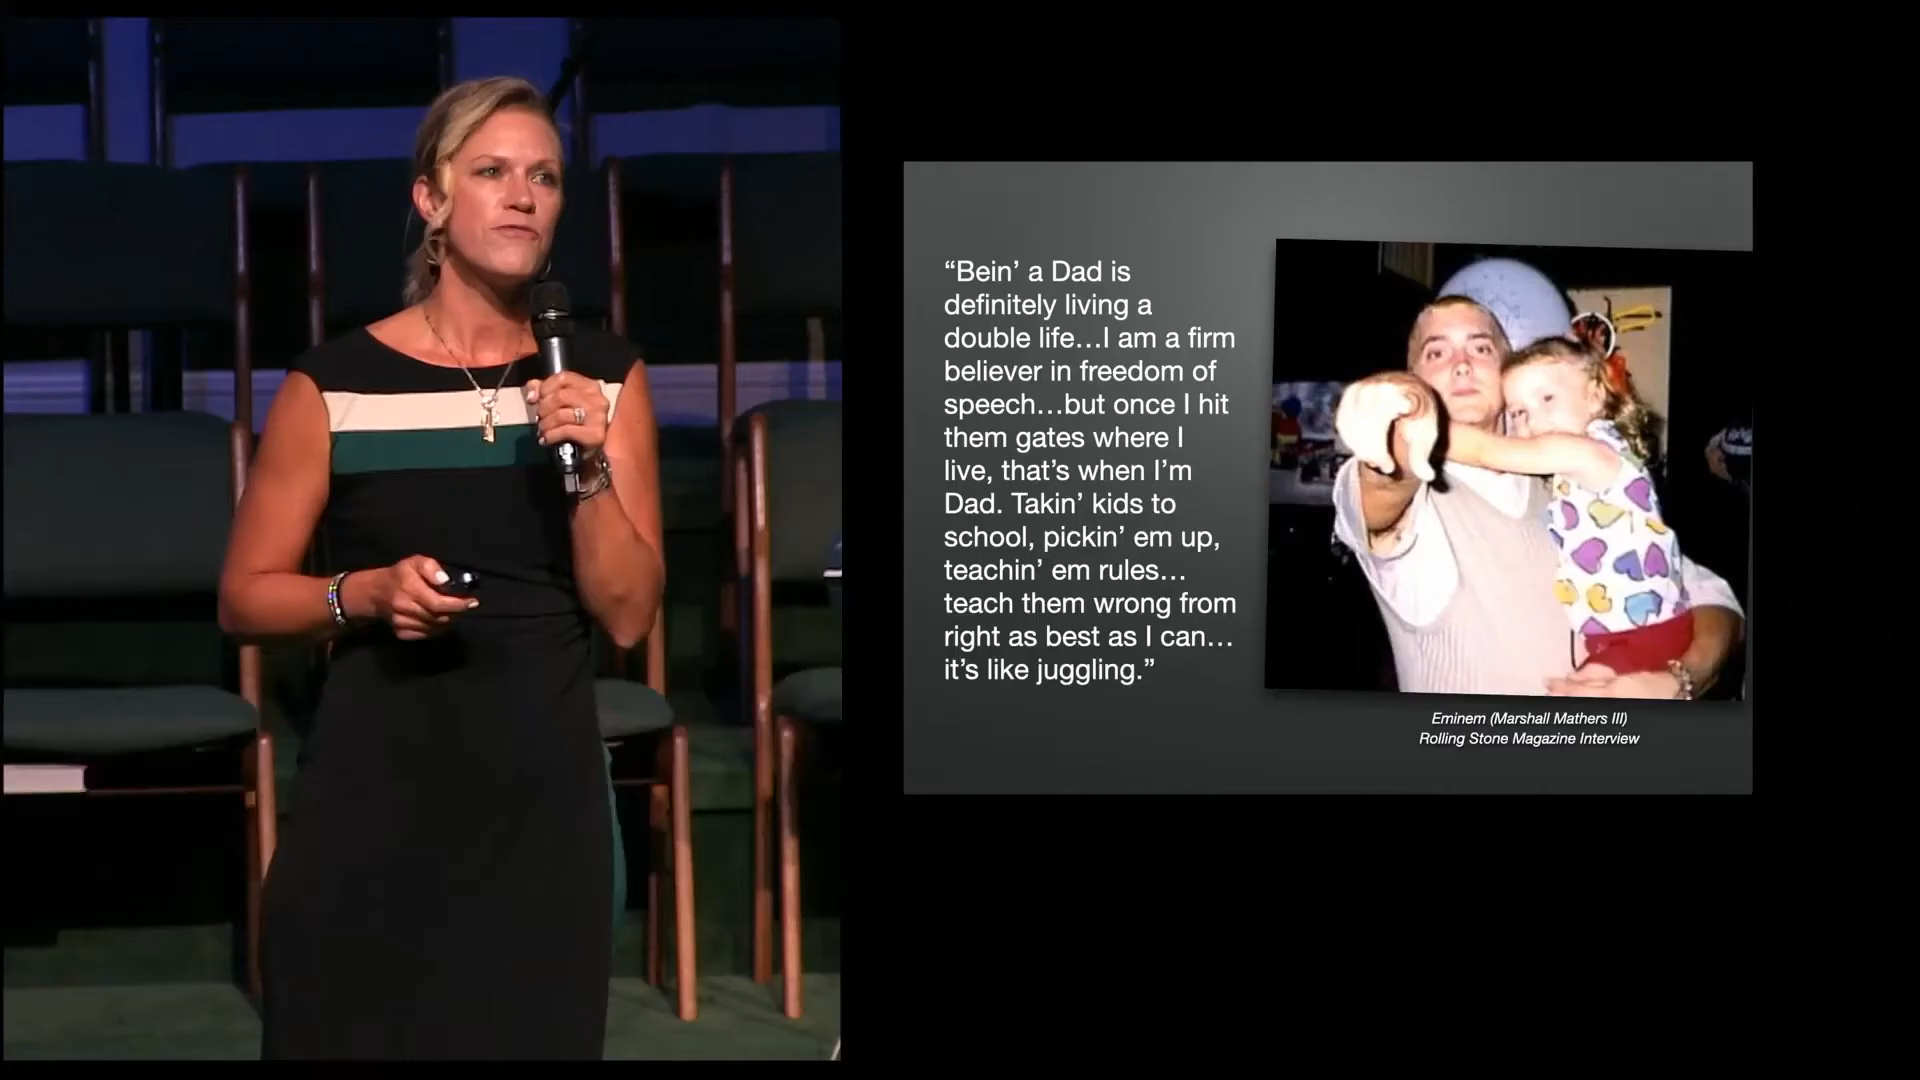 “Bein’ a Dad is
definitely living a
double life…I am a firm
believer in freedom of
speech…but once I hit
them gates where I
live, that’s when I’m
Dad. Takin’ kids to
school, pickin’ em up,
teachin’ em rules…
teach them wrong from
right as best as I can…
it’s like juggling.”
Eminem (Marshall Mathers III)
Rolling Stone Magazine Interview